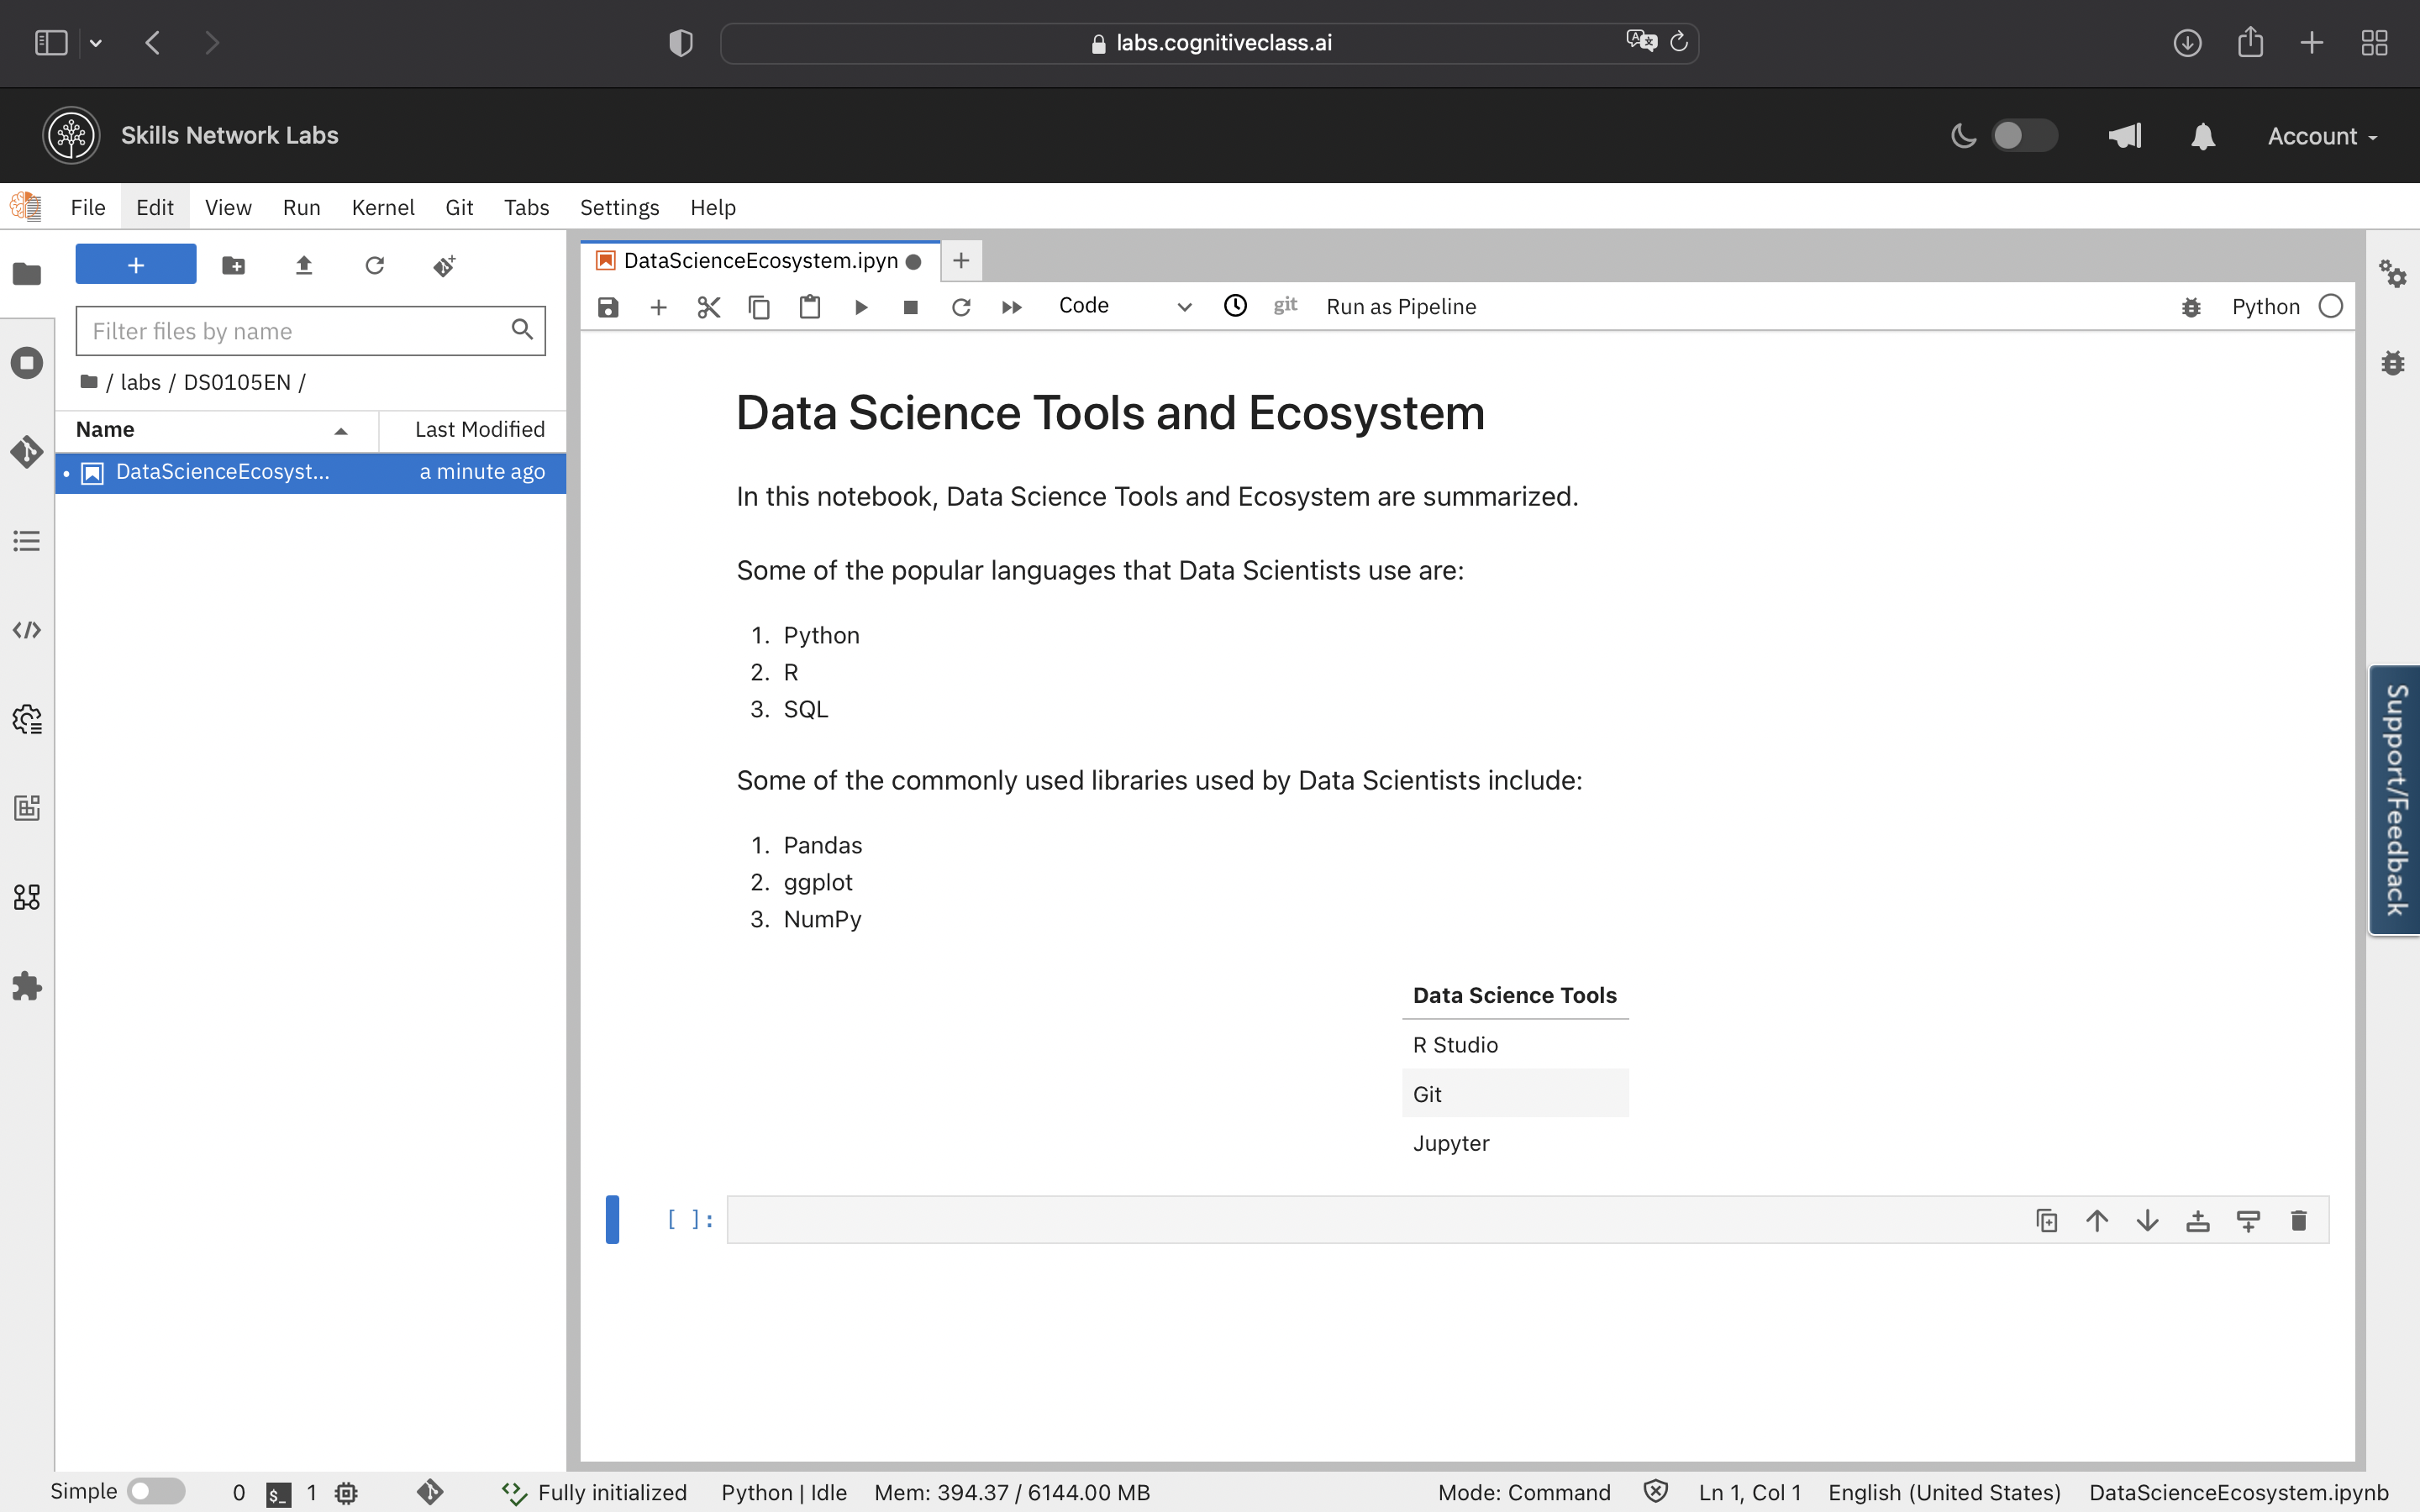 labs.cognitiveclass.ai
Skills Network Labs
Account
File Edit View Run Kernel Git Tabs Settings Help
+
DataScienceEcosystem.ipyn
Code
git
Run as Pipeline
Python
Filter files by name
/ labs / DS0105EN /
Name Last Modified
DataScienceEcosyst... a minute ago
Data Science Tools and Ecosystem
In this notebook, Data Science Tools and Ecosystem are summarized.
Some of the popular languages that Data Scientists use are:
1. Python
2. R
3. SQL
Some of the commonly used libraries used by Data Scientists include:
1. Pandas
2. ggplot
3. NumPy
Data Science Tools
R Studio
Git
Jupyter
[ ]:
Support/Feedback
Simple 0 $_ 1 Fully initialized Python | Idle Mem: 394.37 / 6144.00 MB Mode: Command Ln 1, Col 1 English (United States) DataScienceEcosystem.ipynb